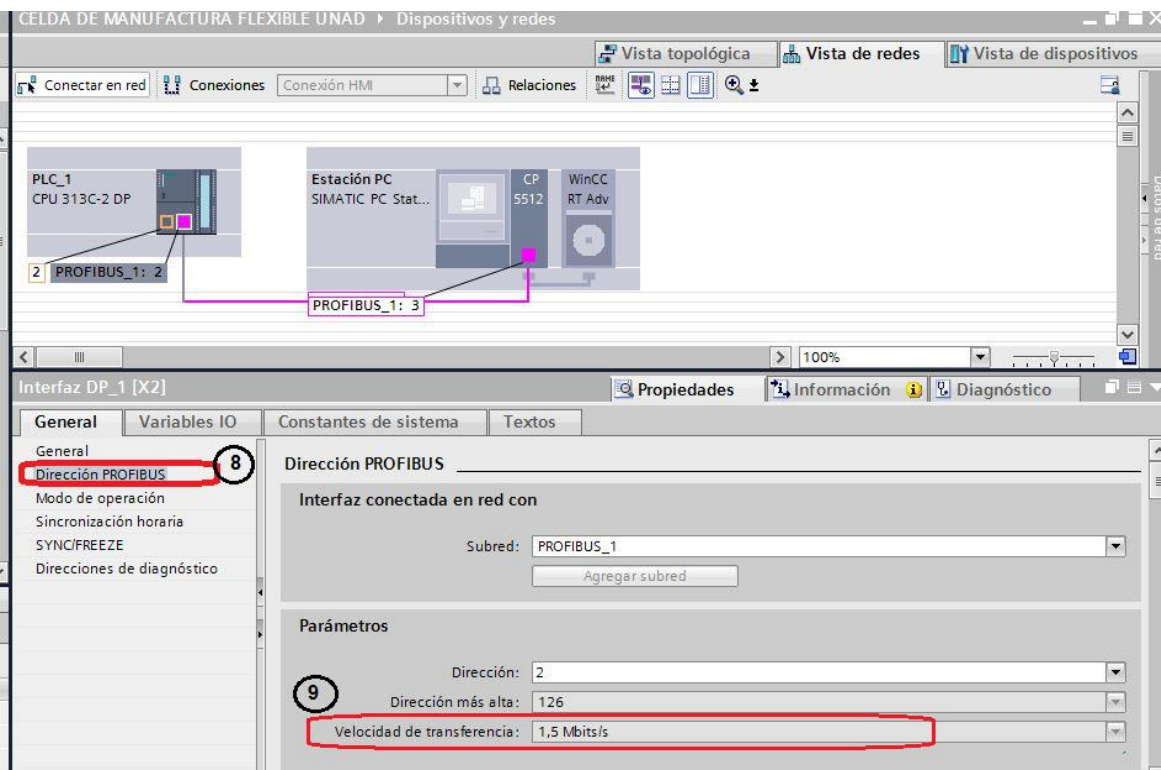 CELDA DE MANUFACTURA FLEXIBLE UNAD ▸ Dispositivos y redes
Vista topológica Vista de redes Vista de dispositivos
Conectar en red Conexiones Conexión HMI Relaciones
PLC_1
CPU 313C-2 DP
Estación PC
SIMATIC PC Stat...
CP
5512
WinCC
RT Adv
2 PROFIBUS_1: 2
PROFIBUS_1: 3
100%
Interfaz DP_1 [X2] Propiedades Información Diagnóstico
General Variables IO Constantes de sistema Textos
General
Dirección PROFIBUS
8
Modo de operación
Sincronización horaria
SYNC/FREEZE
Direcciones de diagnóstico
Dirección PROFIBUS
Interfaz conectada en red con
Subred: PROFIBUS_1
Agregar subred
Parámetros
Dirección: 2
9
Dirección más alta: 126
Velocidad de transferencia: 1,5 Mbits/s